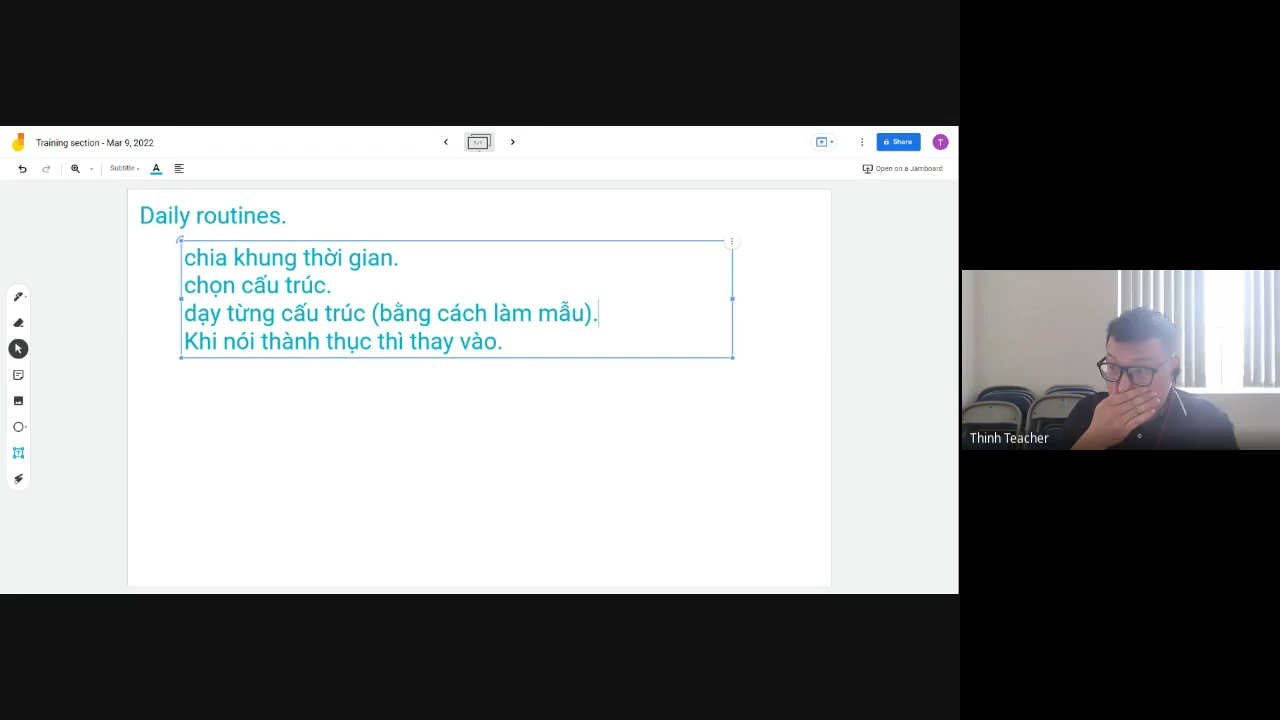 Training section - Mar 9, 2022
Share
T
Subtitle
A
Open on a Jamboard
Daily routines.
chia khung thời gian.
chọn cấu trúc.
dạy từng cấu trúc (bằng cách làm mẫu).
Khi nói thành thục thì thay vào.
Thinh Teacher